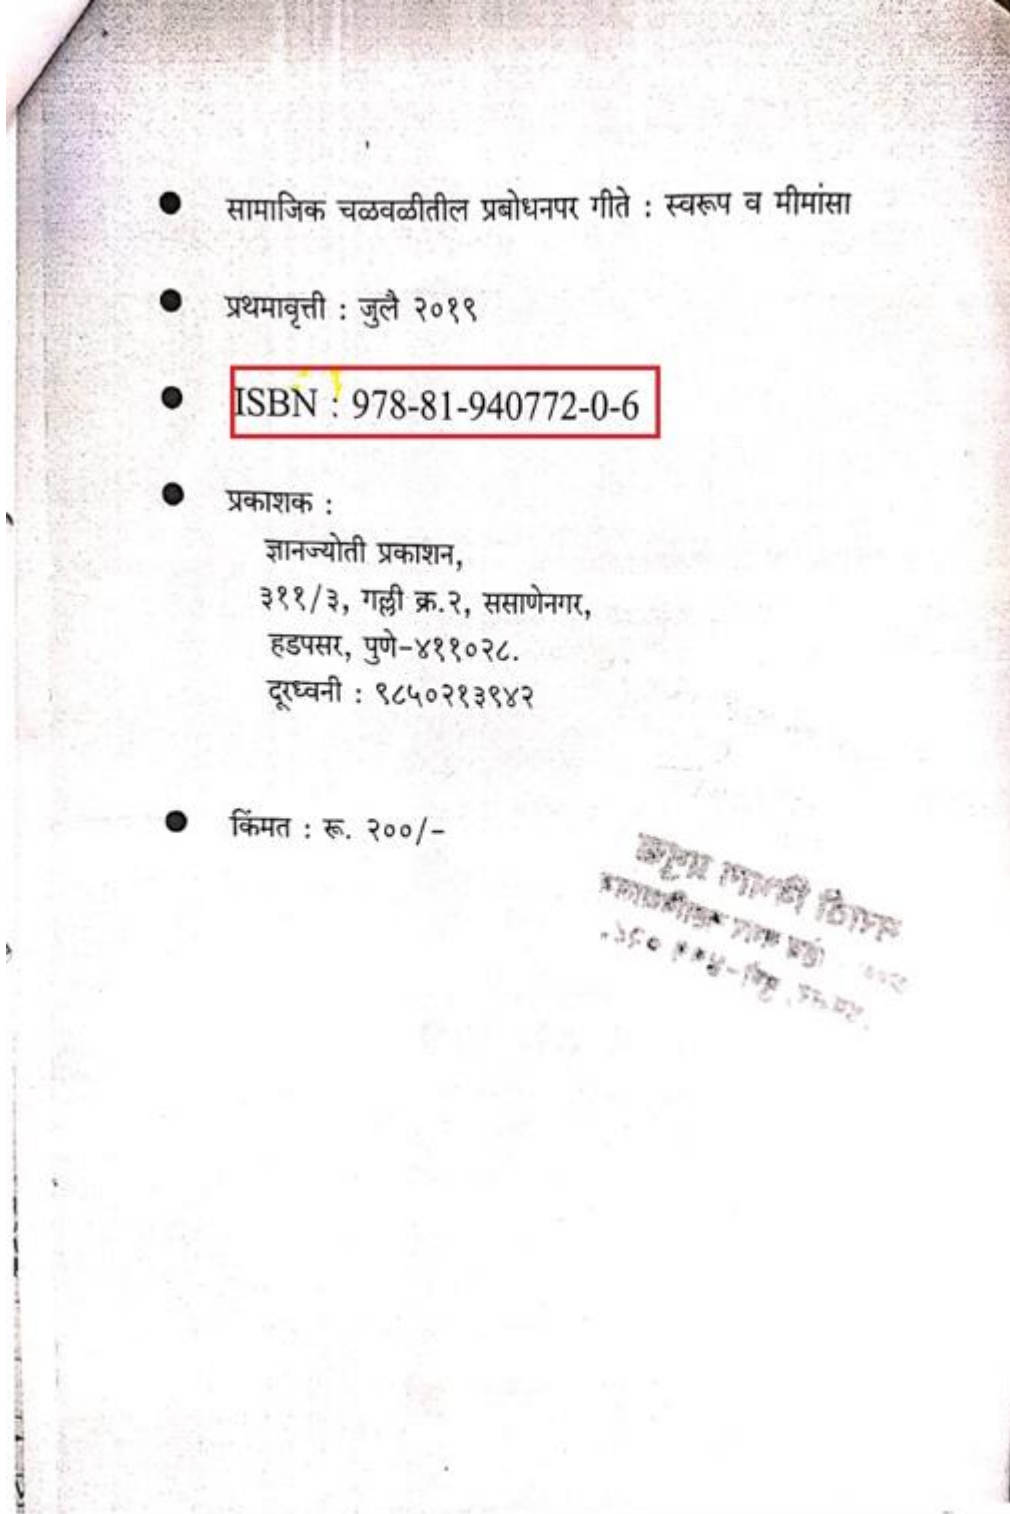 सामाजिक चळवळीतील प्रबोधनपर गीते : स्वरूप व मीमांसा
प्रथमावृत्ती : जुलै २०१९
ISBN : 978-81-940772-0-6
प्रकाशक :
ज्ञानज्योती प्रकाशन,
३११/३, गल्ली क्र.२, ससाणेनगर,
हडपसर, पुणे-४११०२८.
दूरध्वनी : ९८५०२१३९४२
किंमत : रू. २००/-